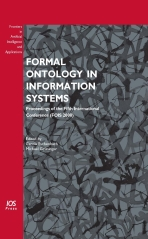 Frontiers in
Artificial
Intelligence
and Applications
FORMAL
ONTOLOGY IN
INFORMATION
SYSTEMS
Proceedings of the Fifth International
Conference (FOIS 2008)
Edited by
Carola Eschenbach
Michael Grüninger
IOS
Press